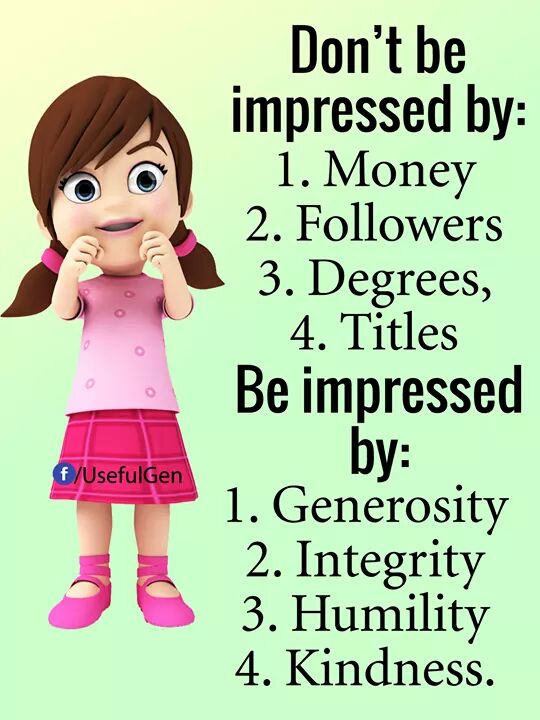 Don't be
impressed by:
1. Money
2. Followers
3. Degrees,
4. Titles
Be impressed
by:
1. Generosity
2. Integrity
3. Humility
4. Kindness.
f/UsefulGen